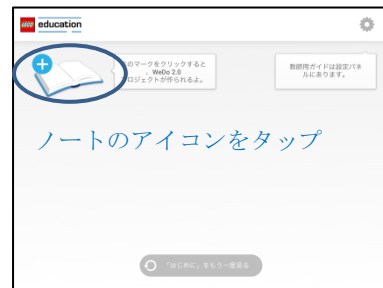 LEGO education
このマークをクリックすると
、WeDo 2.0
プロジェクトが作られるよ。
教師用ガイドは設定パネ
ルにあります。
ノートのアイコンをタップ
「はじめに」をもう一度見る